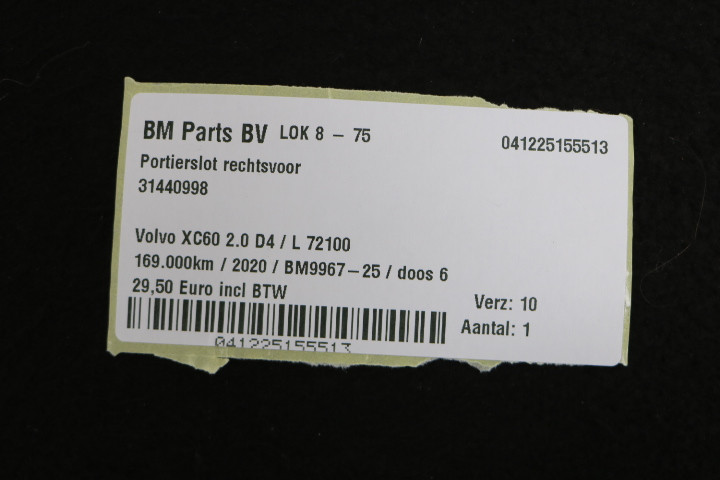 BM Parts BV LOK 8 - 75
041225155513
Portierslot rechtsvoor
31440998
Volvo XC60 2.0 D4 / L 72100
169.000km / 2020 / BM9967-25 / doos 6
29,50 Euro incl BTW
Verz: 10
Aantal: 1
041225155513